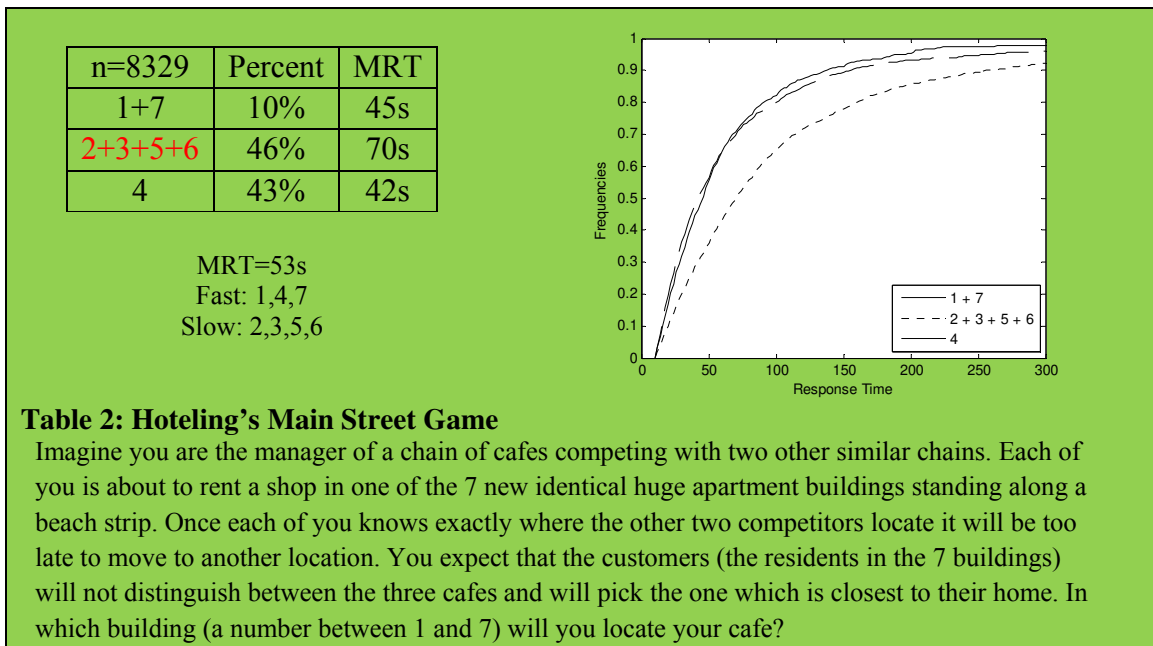 n=8329 Percent MRT
1+7 10% 45s
2+3+5+6 46% 70s
4 43% 42s
MRT=53s
Fast: 1,4,7
Slow: 2,3,5,6
1
0.9
0.8
0.7
0.6
0.5
0.4
0.3
0.2
0.1
0
Frequencies
0 50 100 150 200 250 300
Response Time
1 + 7
2 + 3 + 5 + 6
4
Table 2: Hoteling's Main Street Game
Imagine you are the manager of a chain of cafes competing with two other similar chains. Each of
you is about to rent a shop in one of the 7 new identical huge apartment buildings standing along a
beach strip. Once each of you knows exactly where the other two competitors locate it will be too
late to move to another location. You expect that the customers (the residents in the 7 buildings)
will not distinguish between the three cafes and will pick the one which is closest to their home. In
which building (a number between 1 and 7) will you locate your cafe?